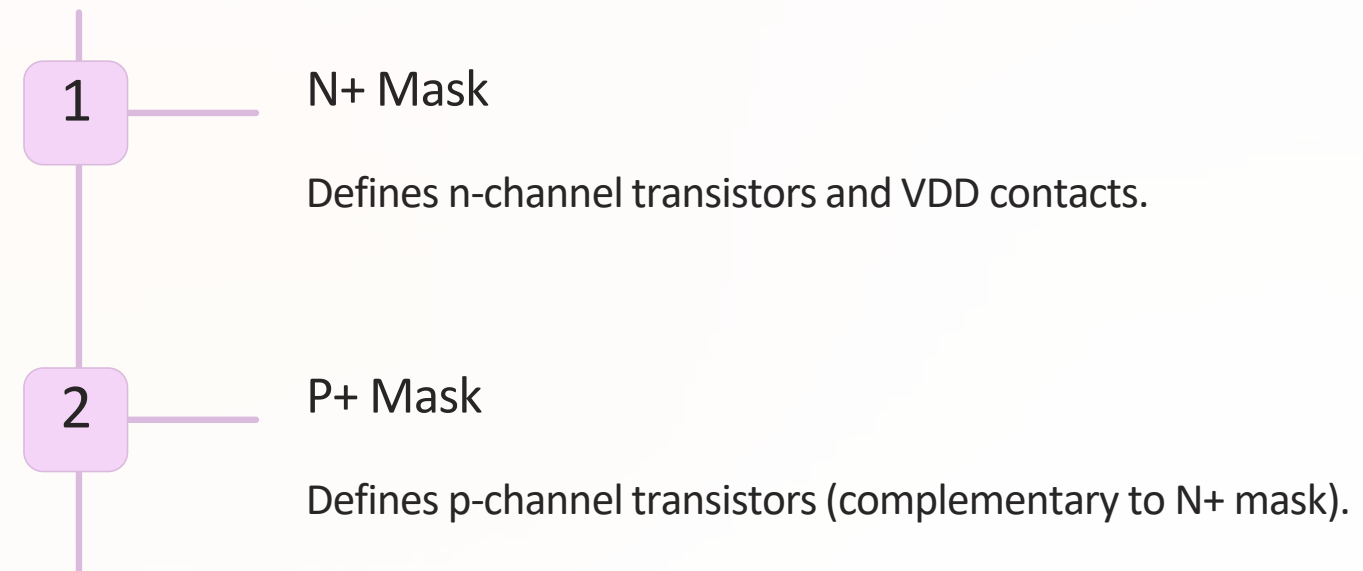 1
N+ Mask
Defines n-channel transistors and VDD contacts.
2
P+ Mask
Defines p-channel transistors (complementary to N+ mask).